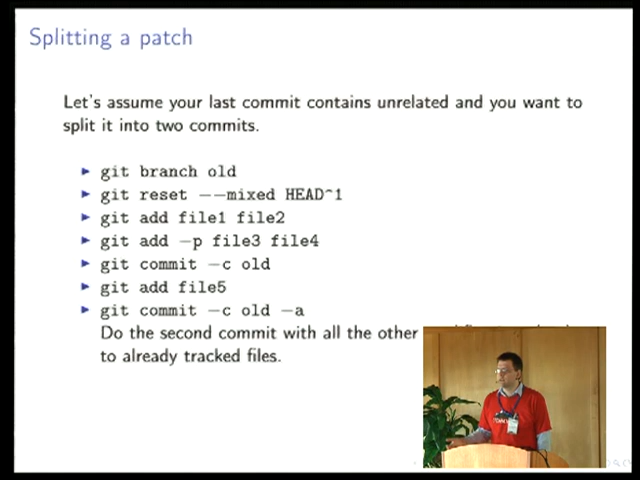 Splitting a patch
Let's assume your last commit contains unrelated and you want to
split it into two commits.
git branch old
git reset --mixed HEAD^1
git add file1 file2
git add -p file3 file4
git commit -c old
git add file5
git commit -c old -a
Do the second commit with all the other
to already tracked files.